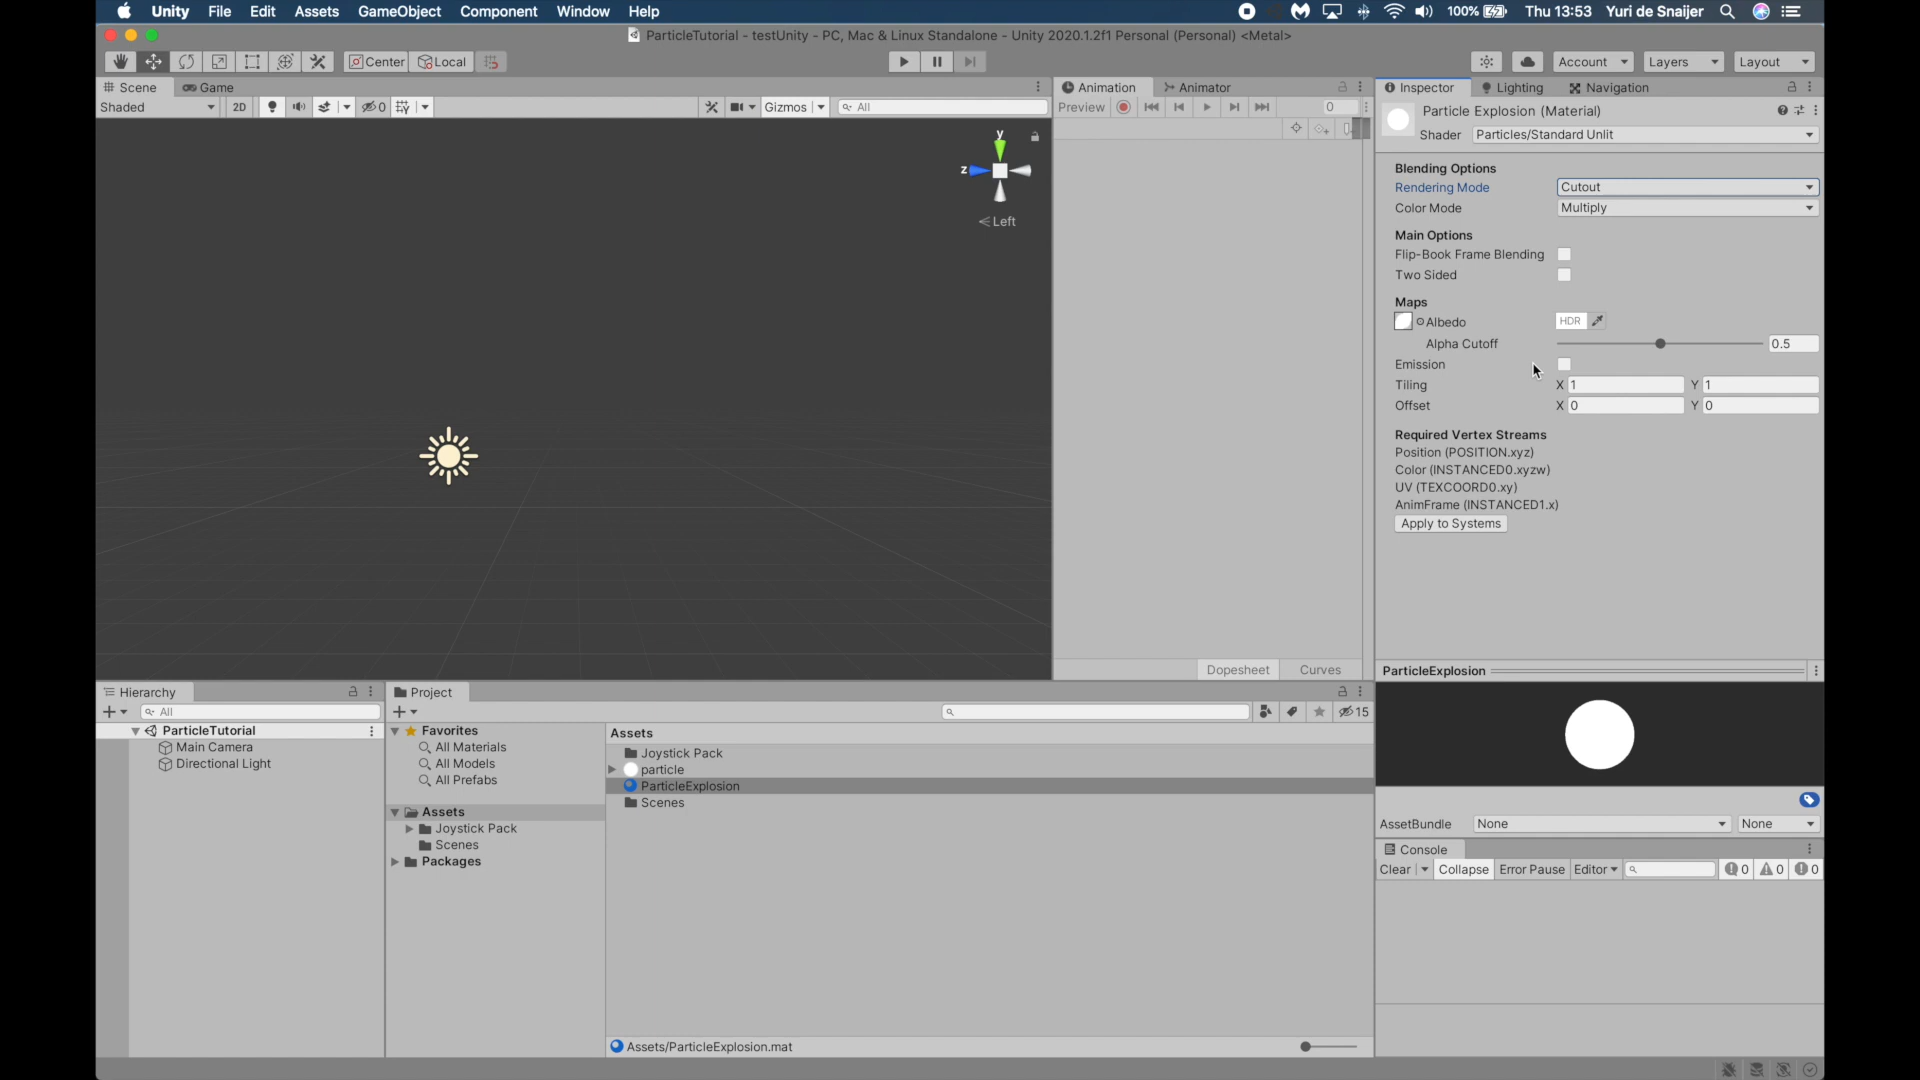 Unity File Edit Assets GameObject Component Window Help
100% Thu 13:53 Yuri de Snaijer
ParticleTutorial - testUnity - PC, Mac & Linux Standalone - Unity 2020.1.2f1 Personal (Personal) <Metal>
Center Local
Account Layers Layout
Scene Game
Shaded 2D 0 Gizmos All
y
z
Left
Animation Animator
Preview 0
Dopesheet Curves
Inspector Lighting Navigation
Particle Explosion (Material)
Shader Particles/Standard Unlit
Blending Options
Rendering Mode Cutout
Color Mode Multiply
Main Options
Flip-Book Frame Blending
Two Sided
Maps
Albedo HDR
Alpha Cutoff 0.5
Emission
Tiling X 1 Y 1
Offset X 0 Y 0
Required Vertex Streams
Position (POSITION.xyz)
Color (INSTANCED0.xyzw)
UV (TEXCOORD0.xy)
AnimFrame (INSTANCED1.x)
Apply to Systems
ParticleExplosion
AssetBundle None None
Console
Clear Collapse Error Pause Editor 0 0 0
Hierarchy
All
ParticleTutorial
Main Camera
Directional Light
Project
15
Favorites
All Materials
All Models
All Prefabs
Assets
Joystick Pack
Scenes
Packages
Assets
Joystick Pack
particle
ParticleExplosion
Scenes
Assets/ParticleExplosion.mat